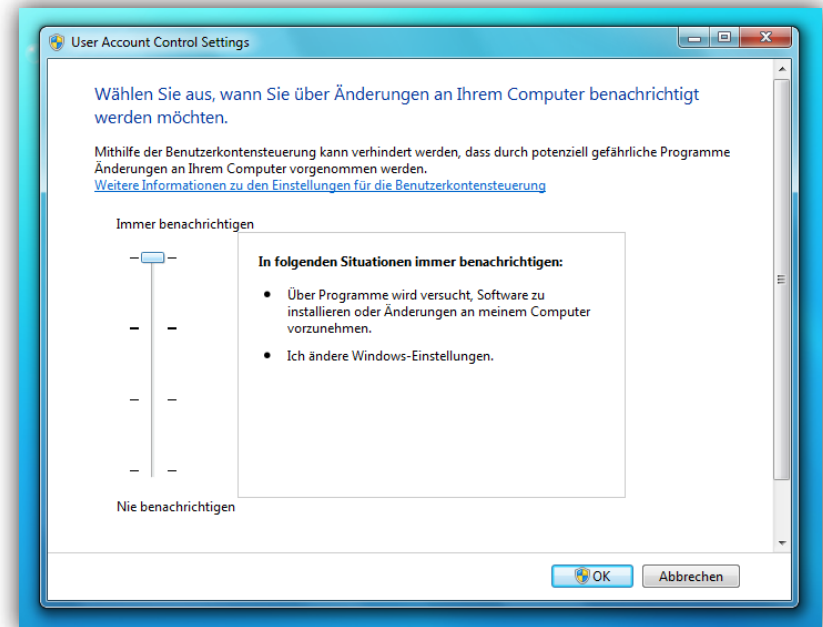 User Account Control Settings
Wählen Sie aus, wann Sie über Änderungen an Ihrem Computer benachrichtigt
werden möchten.
Mithilfe der Benutzerkontensteuerung kann verhindert werden, dass durch potenziell gefährliche Programme
Änderungen an Ihrem Computer vorgenommen werden.
Weitere Informationen zu den Einstellungen für die Benutzerkontensteuerung
Immer benachrichtigen
In folgenden Situationen immer benachrichtigen:
Über Programme wird versucht, Software zu
installieren oder Änderungen an meinem Computer
vorzunehmen.
Ich ändere Windows-Einstellungen.
Nie benachrichtigen
OK
Abbrechen